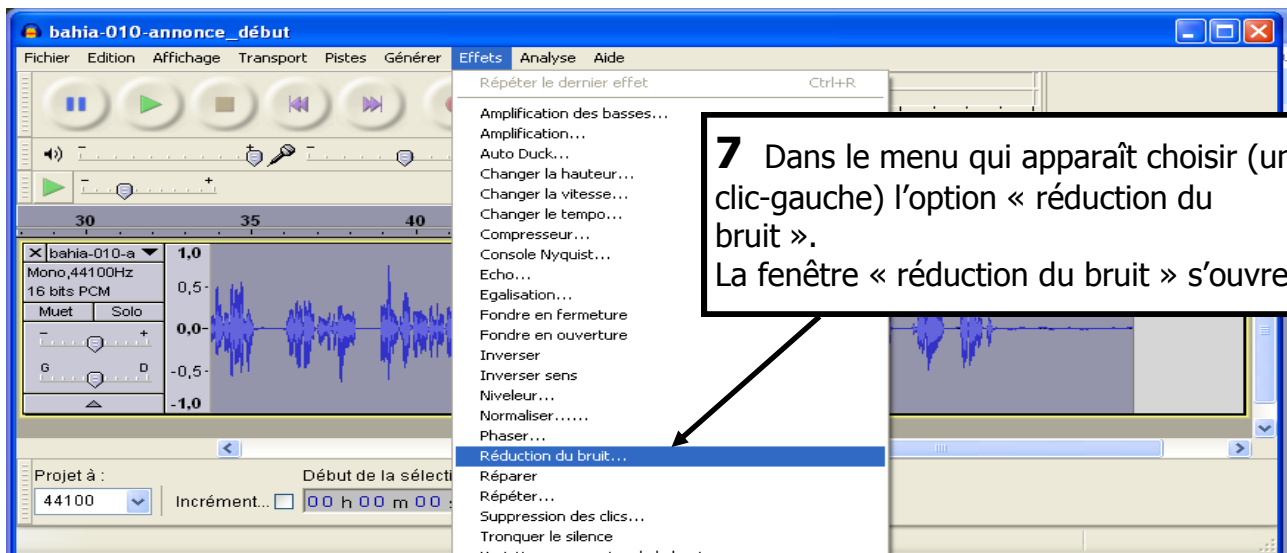 bahia-010-annonce_début
Fichier Edition Affichage Transport Pistes Générer Effets Analyse Aide
Répéter le dernier effet Ctrl+R
Amplification des basses...
Amplification...
Auto Duck...
Changer la hauteur...
Changer la vitesse...
Changer le tempo...
Compresseur...
Console Nyquist...
Echo...
Egalisation...
Fondre en fermeture
Fondre en ouverture
Inverser
Inverser sens
Niveleur...
Normaliser......
Phaser...
Réduction du bruit...
Réparer
Répéter...
Suppression des clics...
Tronquer le silence
7 Dans le menu qui apparaît choisir (un
clic-gauche) l’option « réduction du
bruit ».
La fenêtre « réduction du bruit » s’ouvre
30 35 40
bahia-010-a
Mono,44100Hz
16 bits PCM
Muet Solo
- +
G D
1,0
0,5-
0,0-
-0,5-
-1,0
Projet à :
44100
Incrément...
Début de la sélecti
00 h 00 m 00